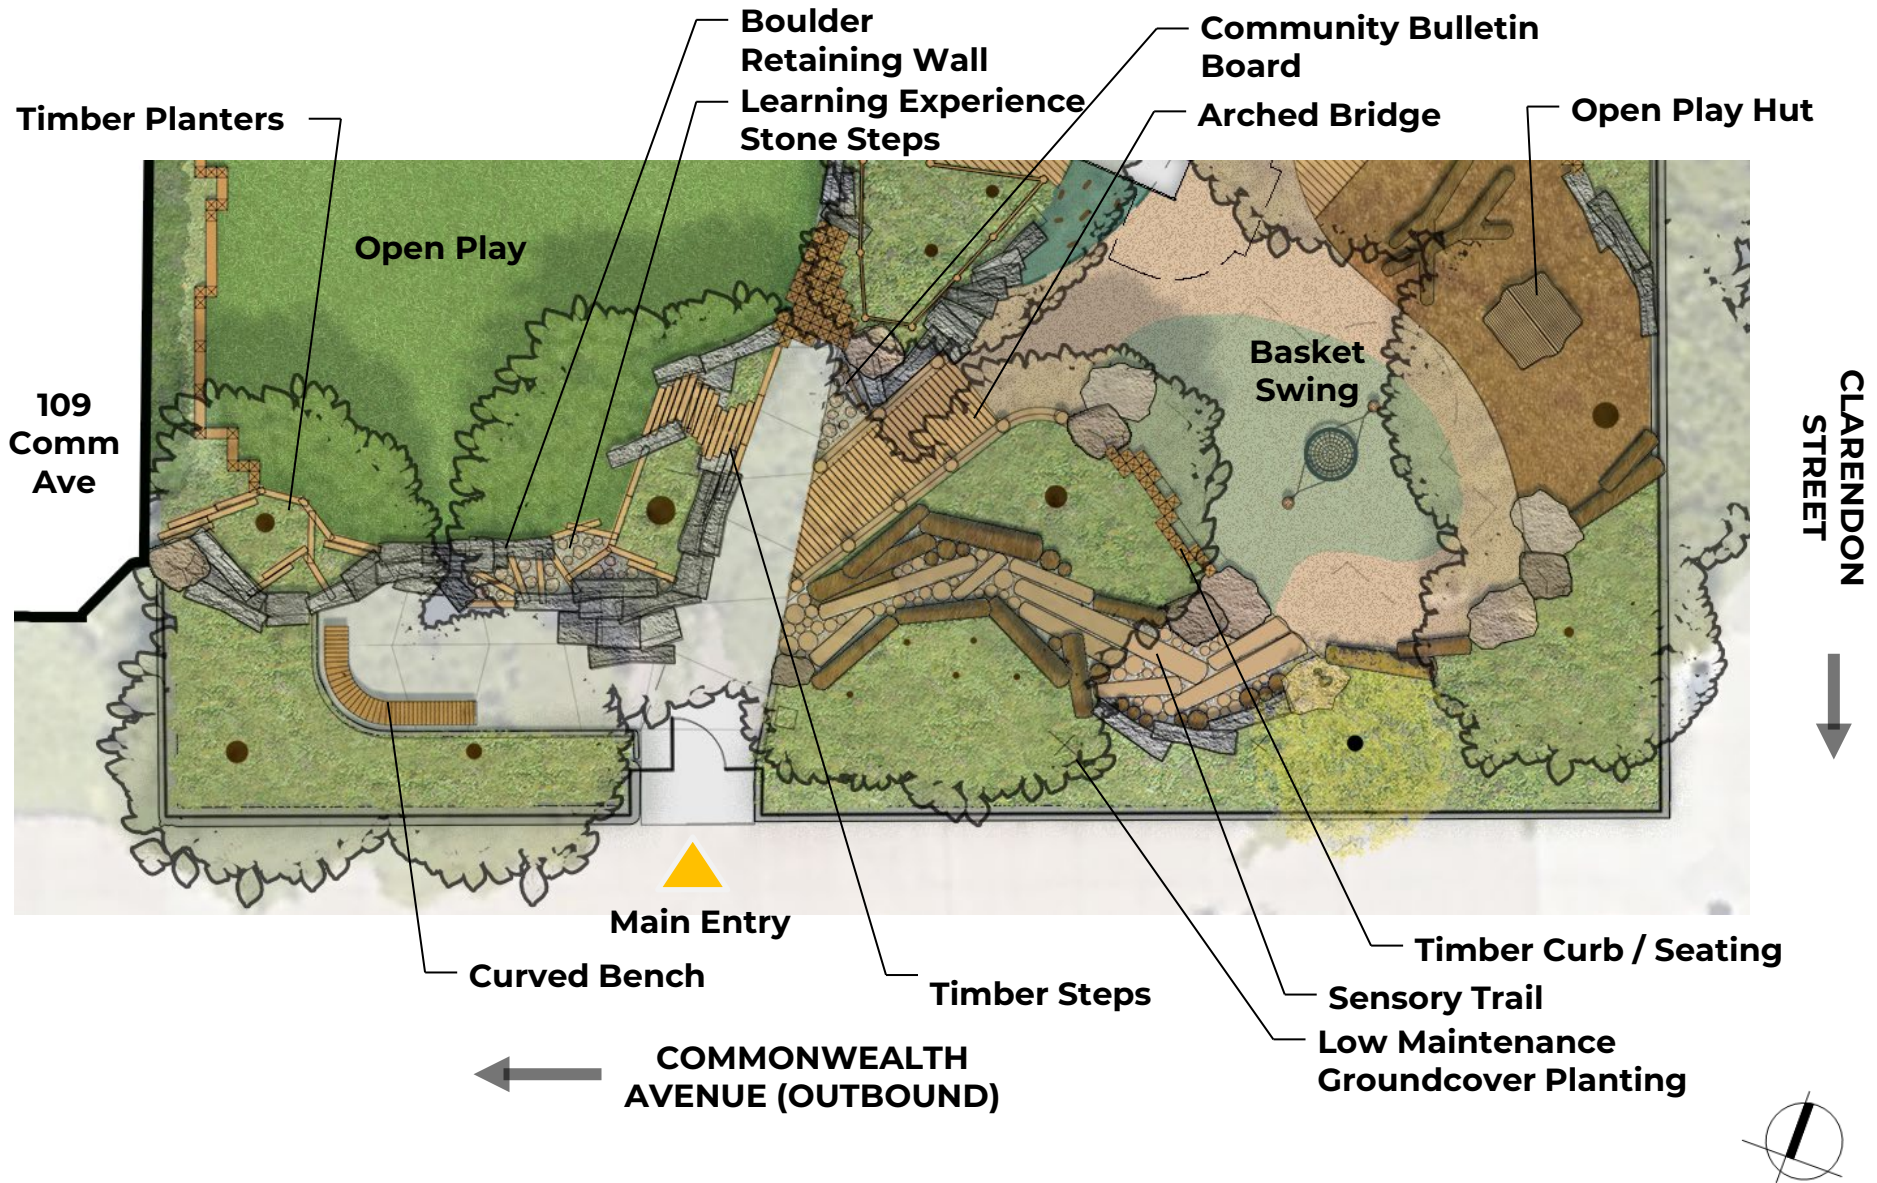 Boulder
Retaining Wall
Community Bulletin
Board
Learning Experience
Stone Steps
Timber Planters
Arched Bridge
Open Play Hut
Open Play
Basket
Swing
109
Comm
Ave
CLARENDON
STREET
Main Entry
Curved Bench
Timber Steps
Timber Curb / Seating
Sensory Trail
Low Maintenance
Groundcover Planting
COMMONWEALTH
AVENUE (OUTBOUND)